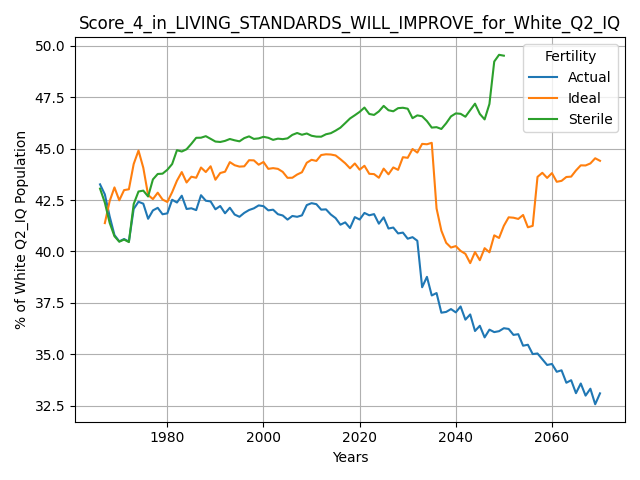 Score_4_in_LIVING_STANDARDS_WILL_IMPROVE_for_White_Q2_IQ
% of White Q2_IQ Population
50.0
47.5
45.0
42.5
40.0
37.5
35.0
32.5
Fertility
Actual
Ideal
Sterile
1980
2000
2020
2040
2060
Years